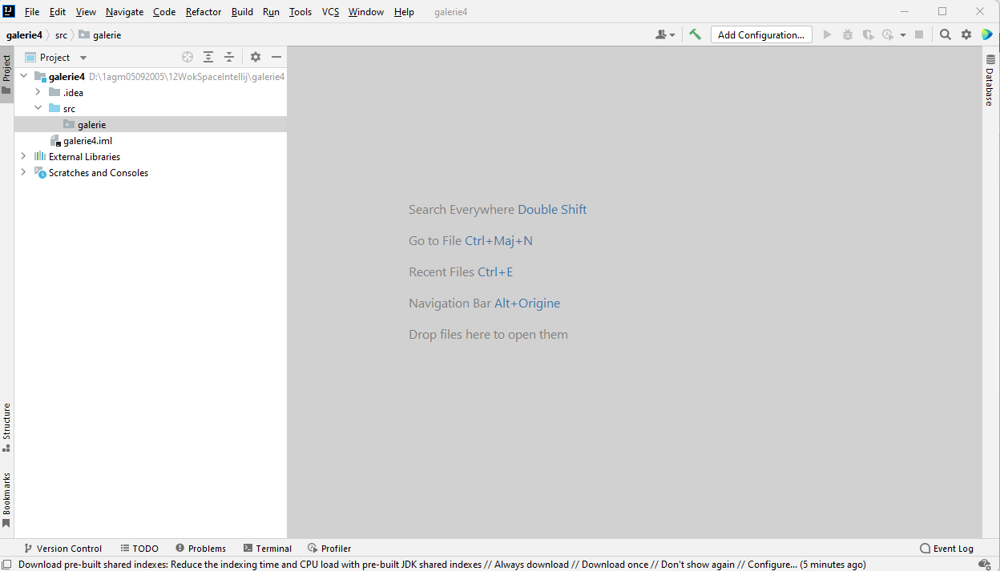 File Edit View Navigate Code Refactor Build Run Tools VCS Window Help galerie4
galerie4 src galerie Add Configuration...
Project
Project
galerie4 D:\1agm05092005\12WokSpaceIntellij\galerie4
.idea
src
galerie
galerie4.iml
External Libraries
Scratches and Consoles
Database
Search Everywhere Double Shift
Go to File Ctrl+Maj+N
Recent Files Ctrl+E
Navigation Bar Alt+Origine
Drop files here to open them
Structure
Bookmarks
Version Control TODO Problems Terminal Profiler Event Log
Download pre-built shared indexes: Reduce the indexing time and CPU load with pre-built JDK shared indexes // Always download // Download once // Don't show again // Configure... (5 minutes ago)